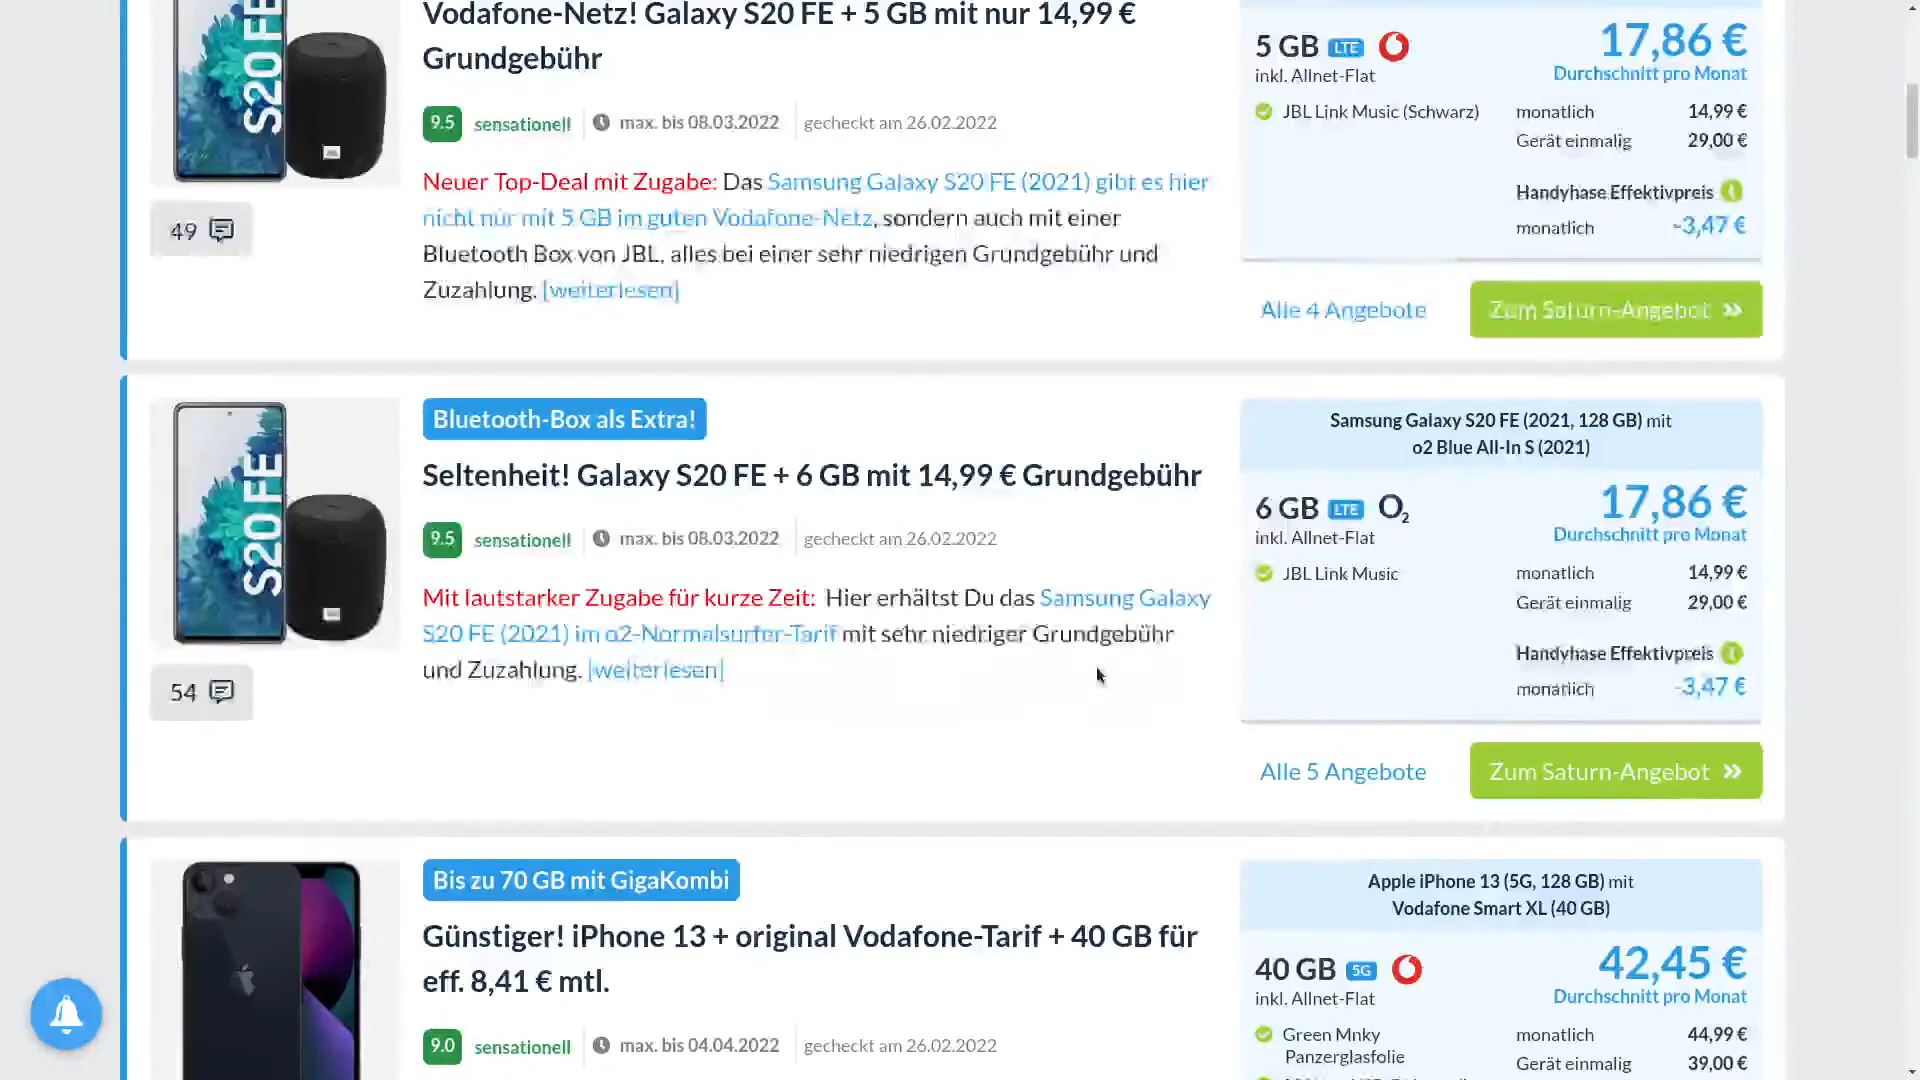 Vodafone-Netz! Galaxy S20 FE + 5 GB mit nur 14,99 €
Grundgebühr
9.5 sensationell max. bis 08.03.2022 gecheckt am 26.02.2022
Neuer Top-Deal mit Zugabe: Das Samsung Galaxy S20 FE (2021) gibt es hier
nicht nur mit 5 GB im guten Vodafone-Netz, sondern auch mit einer
Bluetooth Box von JBL, alles bei einer sehr niedrigen Grundgebühr und
Zuzahlung. [weiterlesen]
S20 FE
49
5 GB LTE
inkl. Allnet-Flat
JBL Link Music (Schwarz)
17,86 €
Durchschnitt pro Monat
monatlich 14,99 €
Gerät einmalig 29,00 €
Handyhase Effektivpreis
monatlich -3,47 €
Alle 4 Angebote
Zum Saturn-Angebot
S20 FE
54
Bluetooth-Box als Extra!
Seltenheit! Galaxy S20 FE + 6 GB mit 14,99 € Grundgebühr
9.5 sensationell max. bis 08.03.2022 gecheckt am 26.02.2022
Mit lautstarker Zugabe für kurze Zeit: Hier erhältst Du das Samsung Galaxy
S20 FE (2021) im o2-Normalsurfer-Tarif mit sehr niedriger Grundgebühr
und Zuzahlung. [weiterlesen]
Samsung Galaxy S20 FE (2021, 128 GB) mit
o2 Blue All-In S (2021)
6 GB LTE O2
inkl. Allnet-Flat
JBL Link Music
17,86 €
Durchschnitt pro Monat
monatlich 14,99 €
Gerät einmalig 29,00 €
Handyhase Effektivpreis
monatlich -3,47 €
Alle 5 Angebote
Zum Saturn-Angebot
Bis zu 70 GB mit GigaKombi
Günstiger! iPhone 13 + original Vodafone-Tarif + 40 GB für
eff. 8,41 € mtl.
9.0 sensationell max. bis 04.04.2022 gecheckt am 26.02.2022
Apple iPhone 13 (5G, 128 GB) mit
Vodafone Smart XL (40 GB)
40 GB 5G
inkl. Allnet-Flat
Green Mnky
Panzerglasfolie
42,45 €
Durchschnitt pro Monat
monatlich 44,99 €
Gerät einmalig 39,00 €